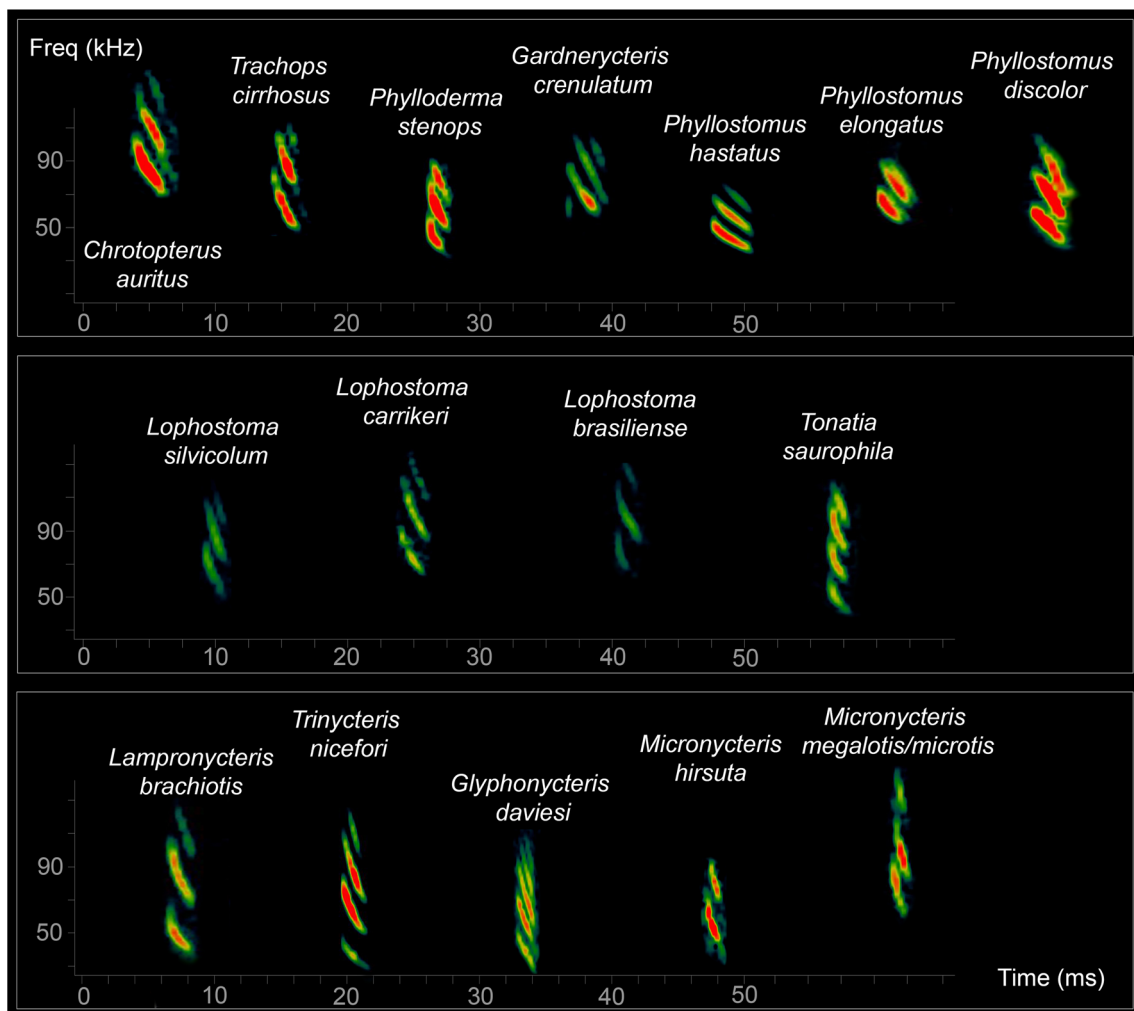 Freq (kHz)
Trachops
cirrhosus
Phylloderma
stenops
Gardnerycteris
crenulatum
Phyllostomus
hastatus
Phyllostomus
elongatus
Phyllostomus
discolor
Chrotopterus
auritus
90
50
0 10 20 30 40 50
Lophostoma
silvicolum
Lophostoma
carrikeri
Lophostoma
brasiliense
Tonatia
saurophila
90
50
0 10 20 30 40 50
Lampronycteris
brachiotis
Trinycteris
nicefori
Glyphonycteris
daviesi
Micronycteris
hirsuta
Micronycteris
megalotis/microtis
90
50
0 10 20 30 40 50
Time (ms)